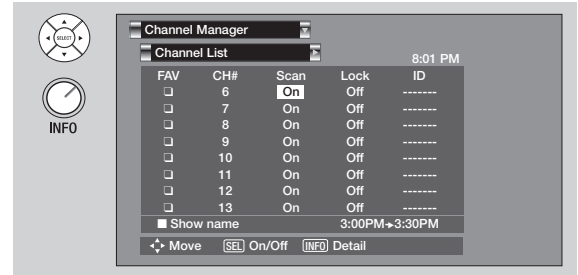 SELECT
INFO
Channel Manager
Channel List
8:01 PM
FAV CH# Scan Lock ID
❏ 6 On Off -------
❏ 7 On Off -------
❏ 8 On Off -------
❏ 9 On Off -------
❏ 10 On Off -------
❏ 11 On Off -------
❏ 12 On Off -------
❏ 13 On Off -------
■ Show name 3:00PM➔3:30PM
Move SEL On/Off INFO Detail